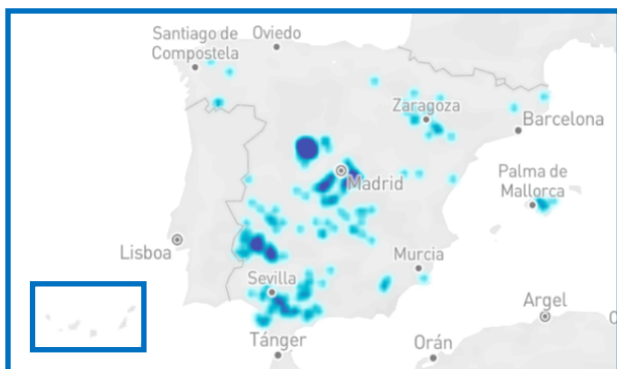 Santiago de
Compostela
Oviedo
Zaragoza
Barcelona
Madrid
Palma de
Mallorca
Lisboa
Murcia
Sevilla
Argel
Tánger
Orán